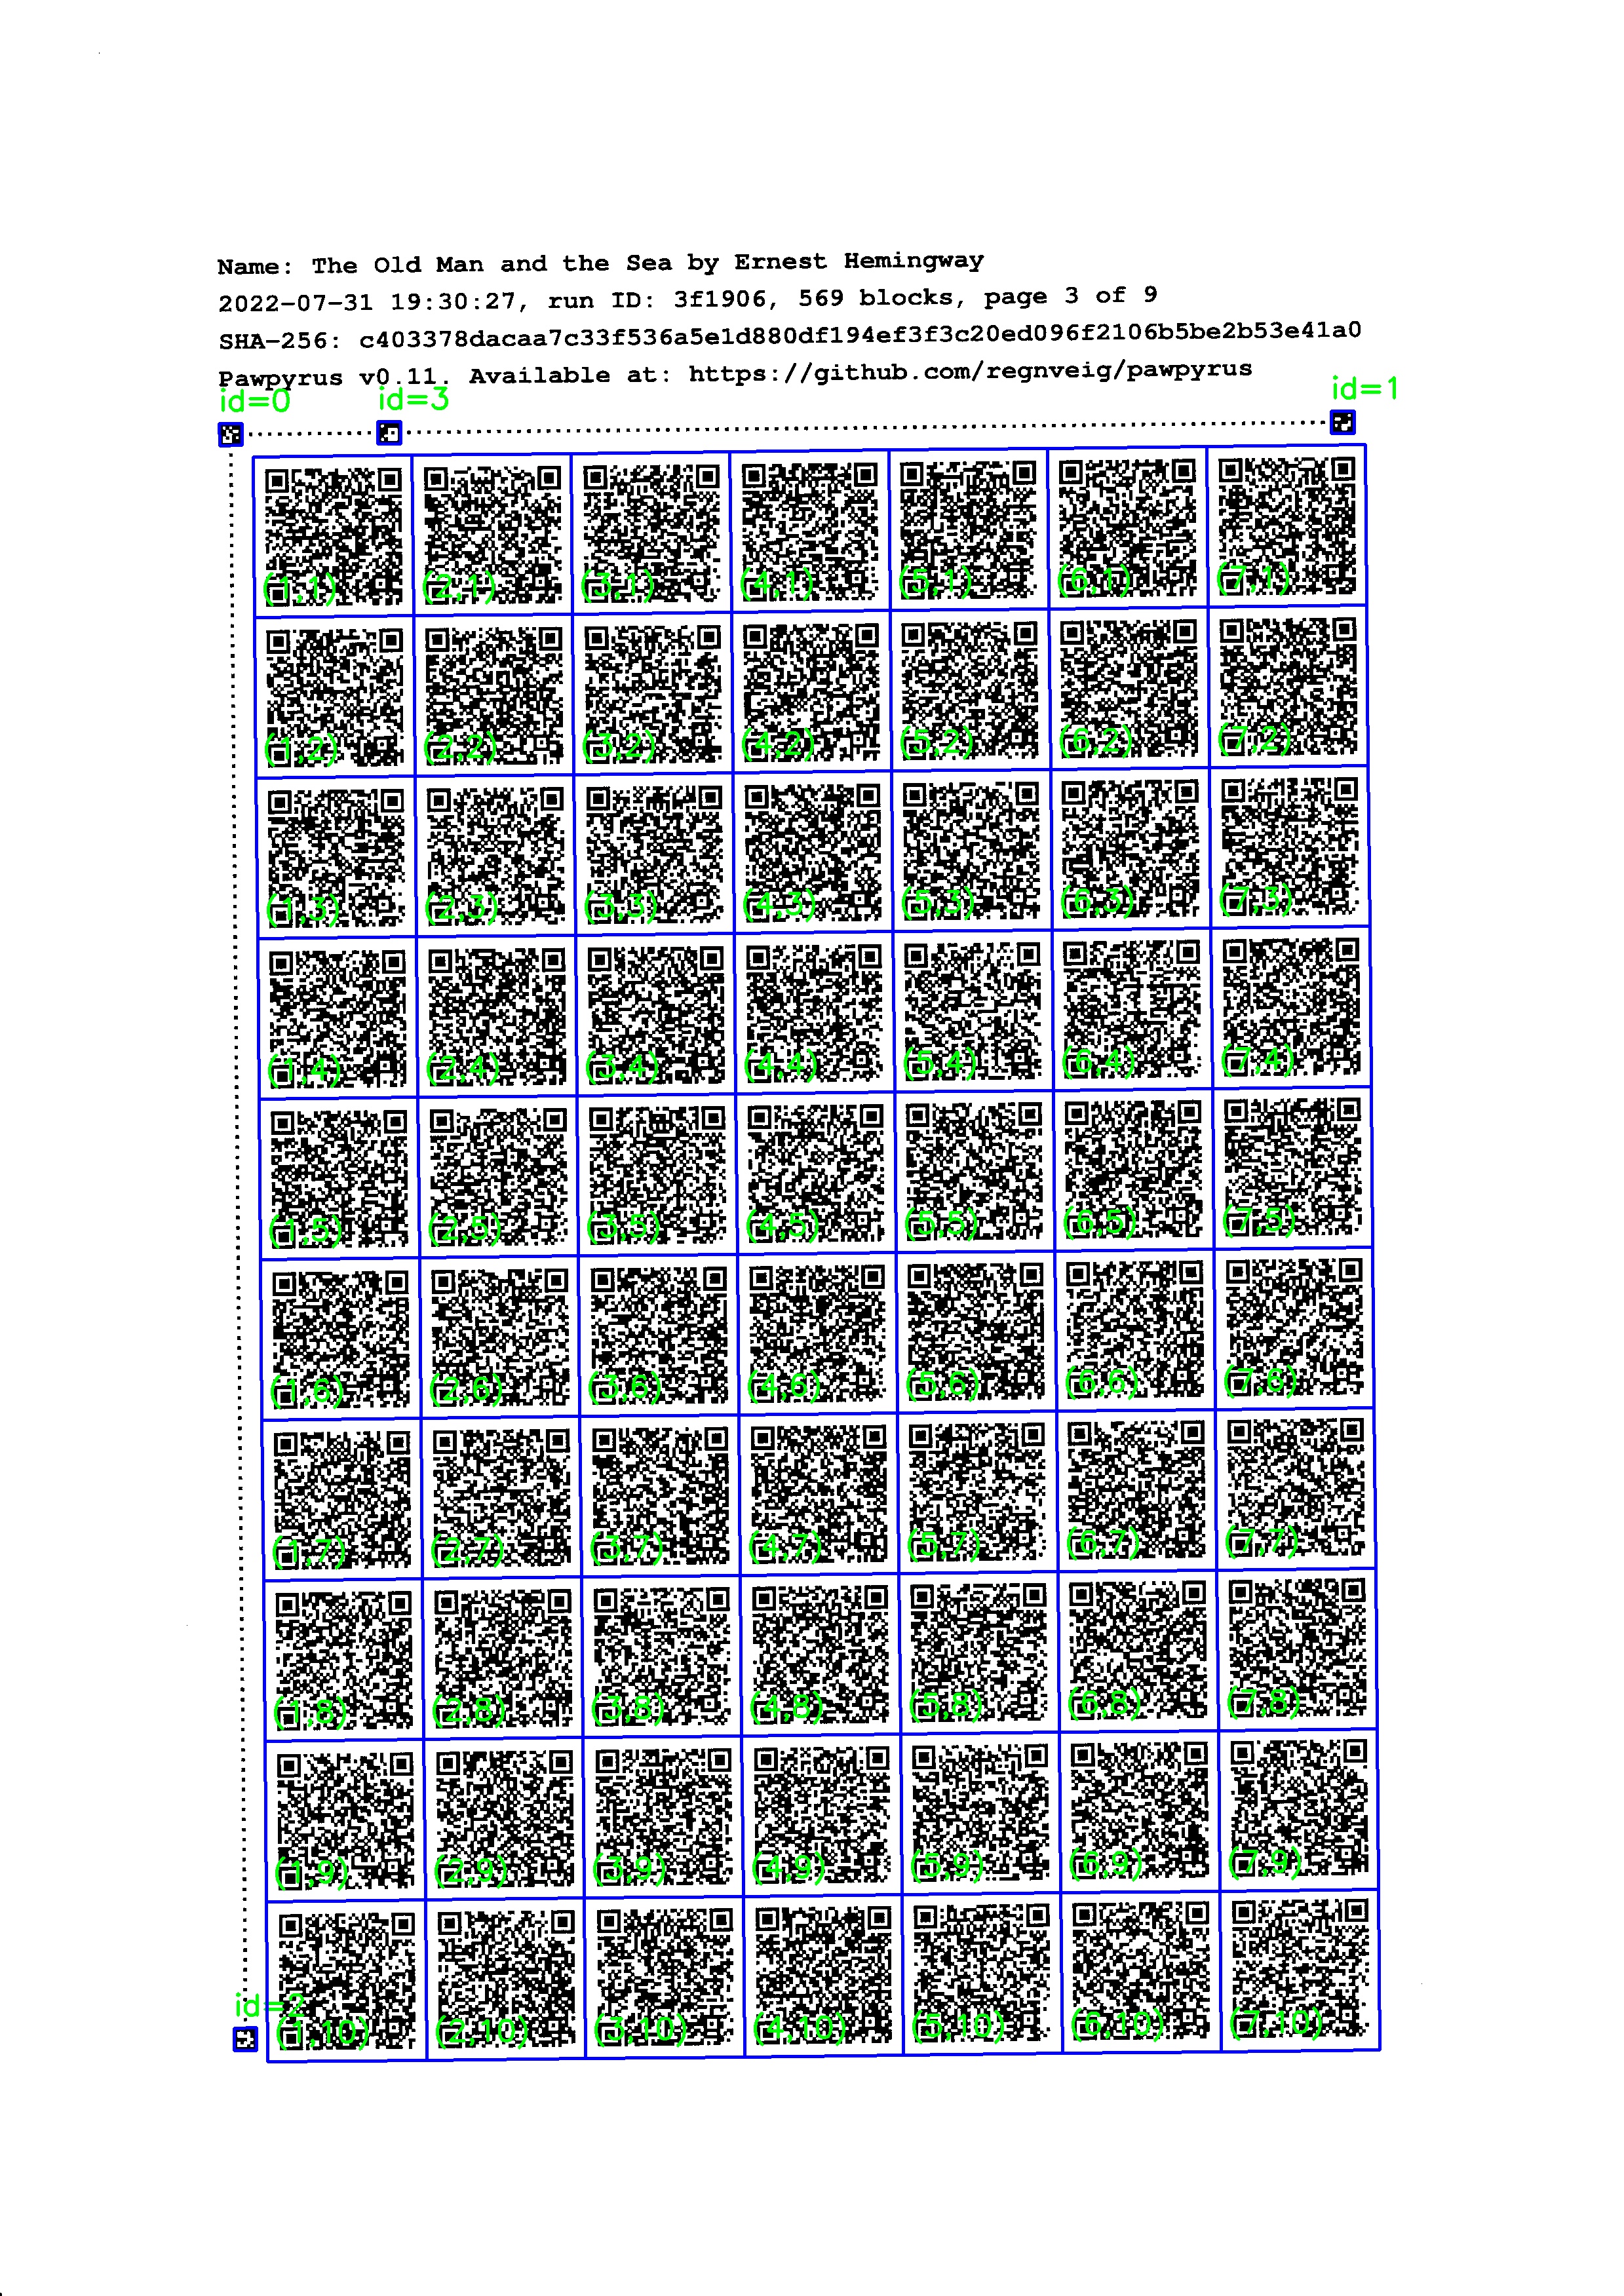 Name: The Old Man and the Sea by Ernest Hemingway
2022-07-31 19:30:27, run ID: 3f1906, 569 blocks, page 3 of 9
SHA-256: c403378dacaa7c33f536a5e1d880df194ef3f3c20ed096f2106b5be2b53e41a0
Pawpyrus v0.11. Available at: https://github.com/regnveig/pawpyrus
id=0 id=3 id=1
(1,1) (2,1) (3,1) (4,1) (5,1) (6,1) (7,1)
(1,2) (2,2) (3,2) (4,2) (5,2) (6,2) (7,2)
(1,3) (2,3) (3,3) (4,3) (5,3) (6,3) (7,3)
(1,4) (2,4) (3,4) (4,4) (5,4) (6,4) (7,4)
(1,5) (2,5) (3,5) (4,5) (5,5) (6,5) (7,5)
(1,6) (2,6) (3,6) (4,6) (5,6) (6,6) (7,6)
(1,7) (2,7) (3,7) (4,7) (5,7) (6,7) (7,7)
(1,8) (2,8) (3,8) (4,8) (5,8) (6,8) (7,8)
(1,9) (2,9) (3,9) (4,9) (5,9) (6,9) (7,9)
id=2
(1,10) (2,10) (3,10) (4,10) (5,10) (6,10) (7,10)